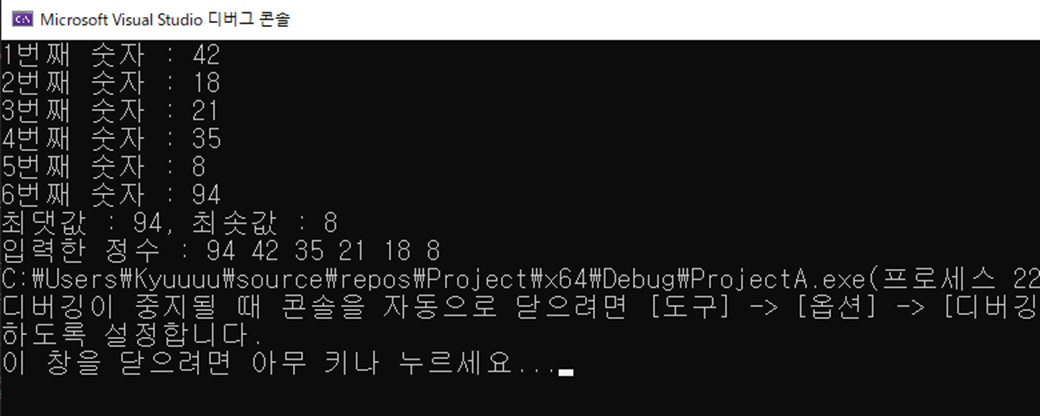 Microsoft Visual Studio 디버그 콘솔
1번째 숫자 : 42
2번째 숫자 : 18
3번째 숫자 : 21
4번째 숫자 : 35
5번째 숫자 : 8
6번째 숫자 : 94
최댓값 : 94, 최솟값 : 8
입력한 정수 : 94 42 35 21 18 8
C:₩Users₩Kyuuuu₩source₩repos₩Project₩x64₩Debug₩ProjectA.exe(프로세스 22
디버깅이 중지될 때 콘솔을 자동으로 닫으려면 [도구] -> [옵션] -> [디버깅
하도록 설정합니다.
이 창을 닫으려면 아무 키나 누르세요...